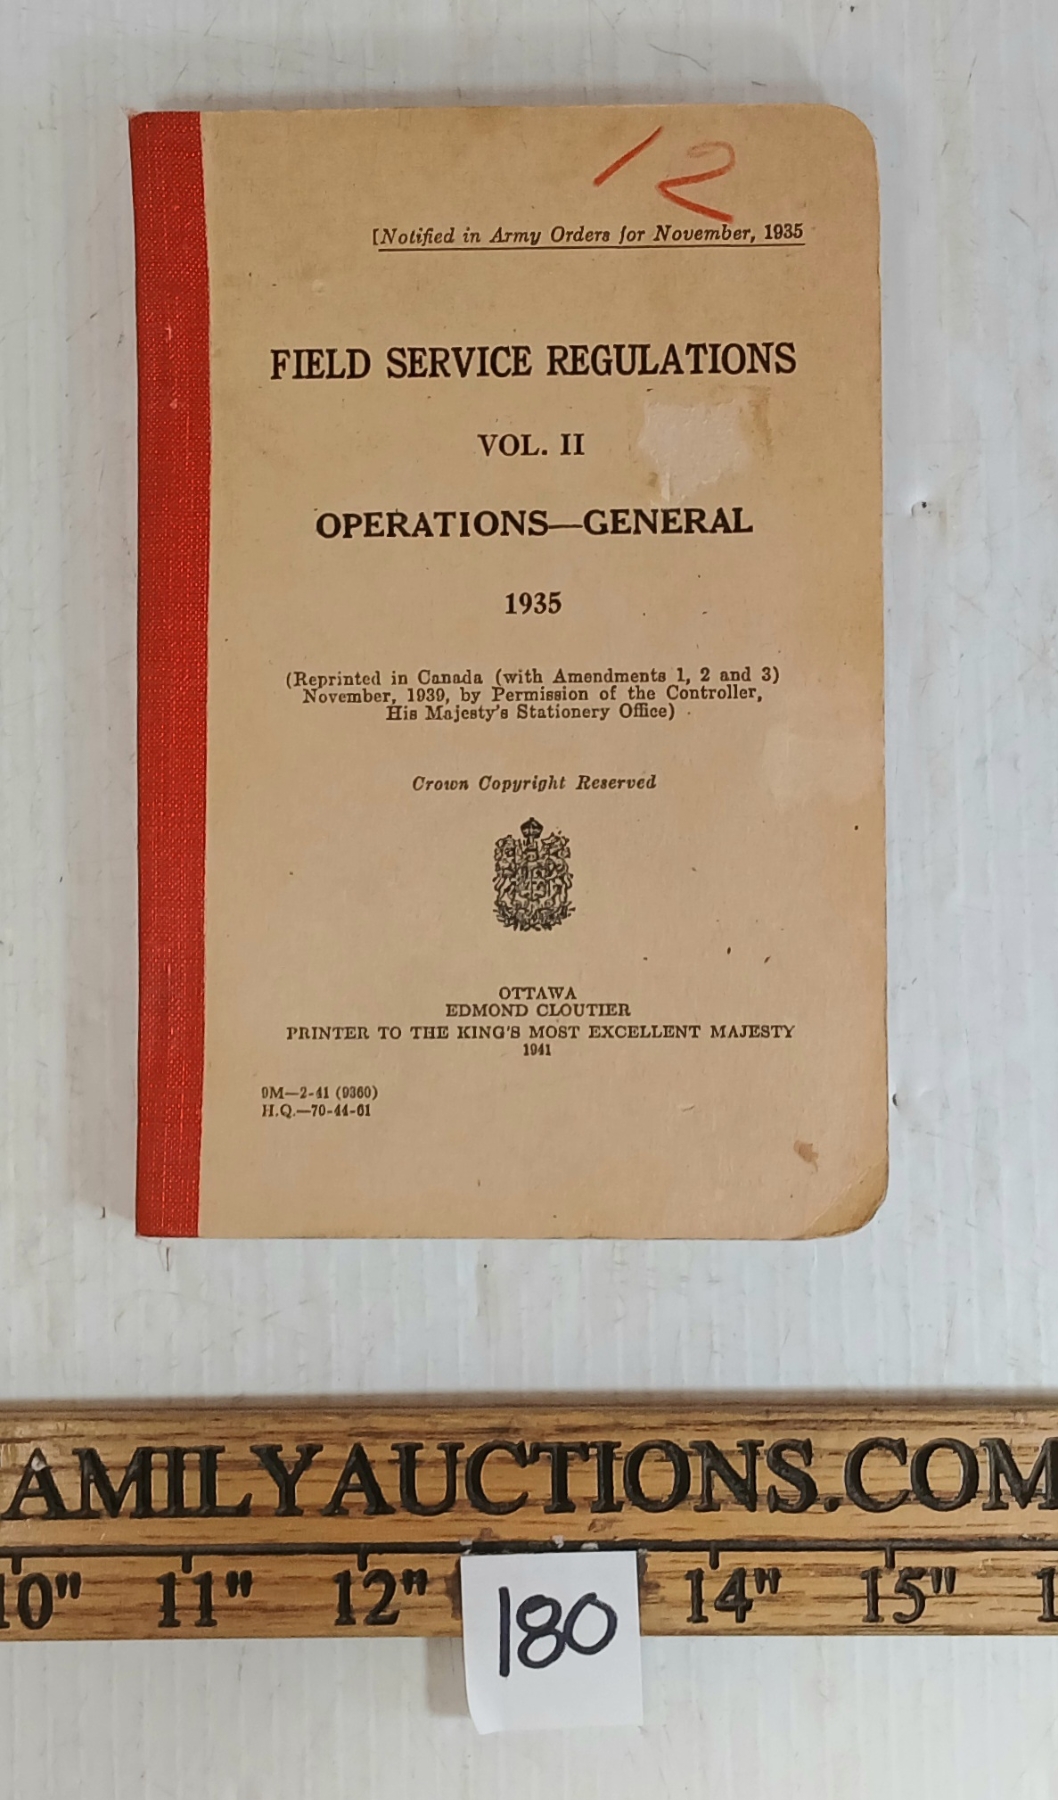 12
[Notified in Army Orders for November, 1935
FIELD SERVICE REGULATIONS
VOL. II
OPERATIONS—GENERAL
1935
(Reprinted in Canada (with Amendments 1, 2 and 3)
November, 1939, by Permission of the Controller,
His Majesty's Stationery Office)
Crown Copyright Reserved
OTTAWA
EDMOND CLOUTIER
PRINTER TO THE KING'S MOST EXCELLENT MAJESTY
1941
9M—2-41 (9360)
H.Q.—70-44-61
AMILYAUCTIONS.COM
10" 11" 12" 14" 15" 1
180